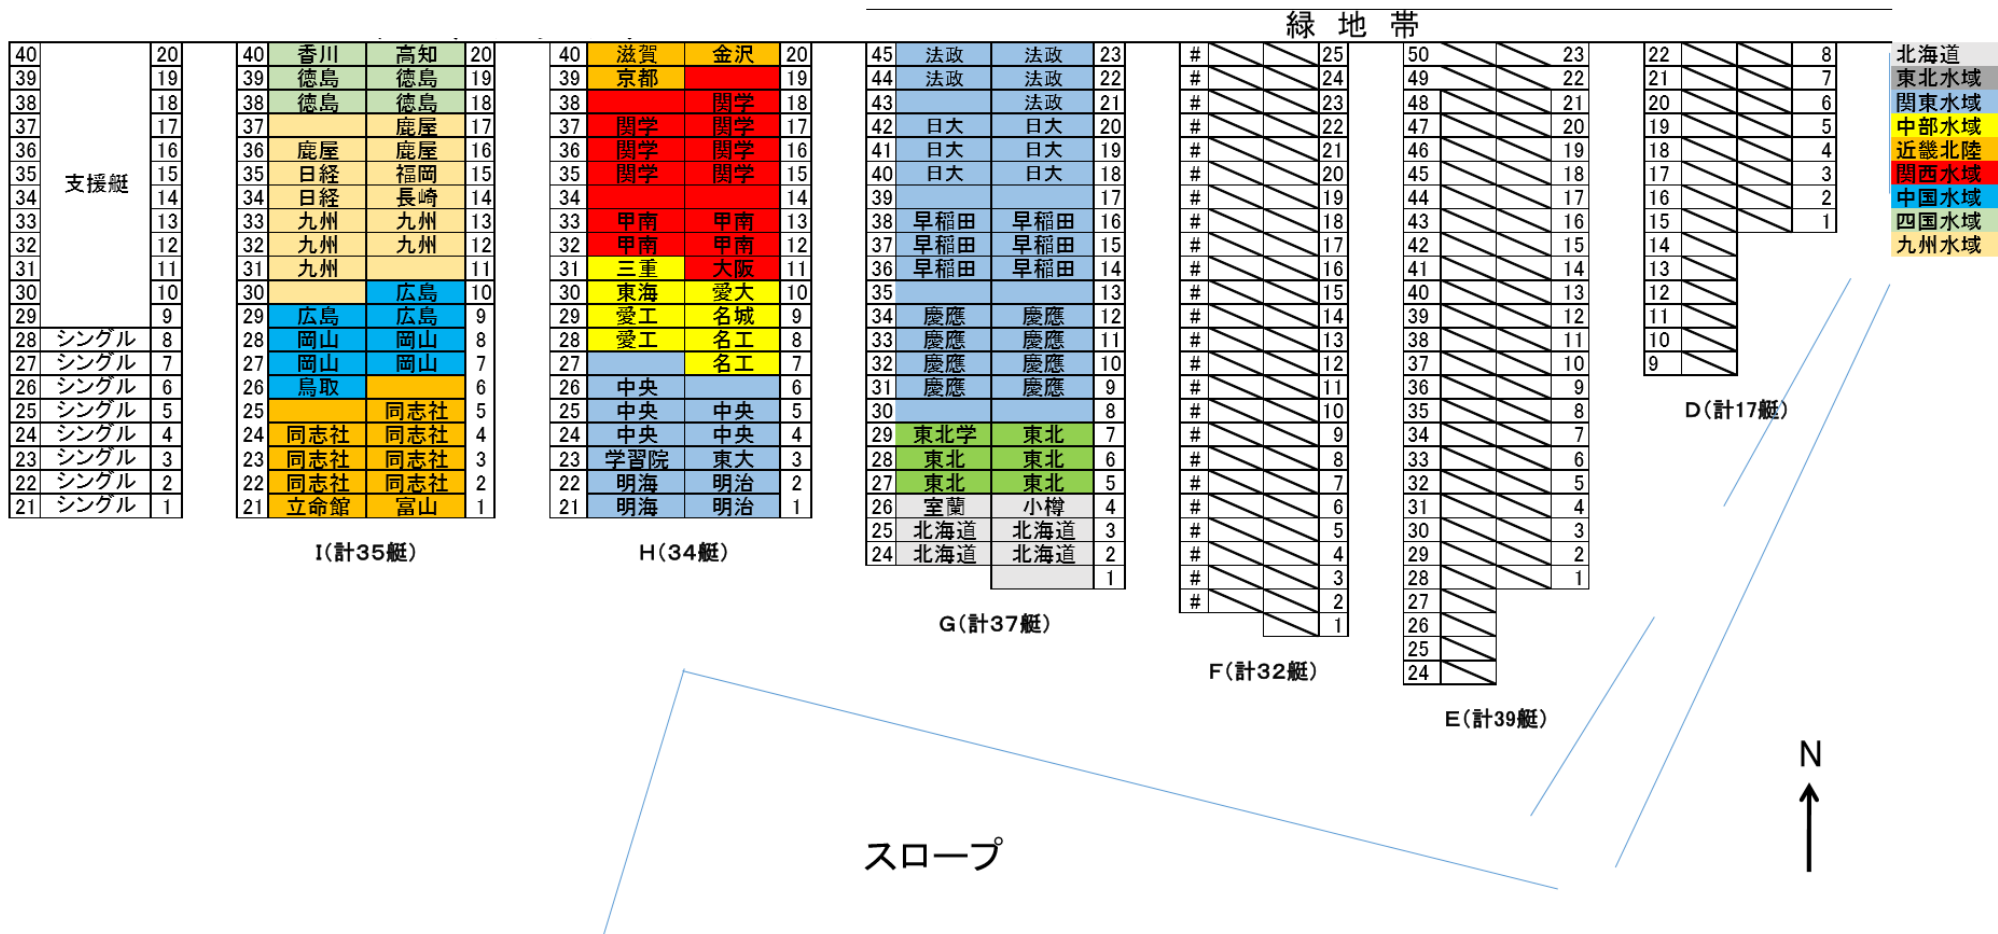 緑 地 帯
40 20 40 香川 高知 20 40 滋賀 金沢 20 45 法政 法政 23 # 25 50 23 22 8 北海道
39 19 39 徳島 徳島 19 39 京都 19 44 法政 法政 22 # 24 49 22 21 7 東北水域
38 18 38 徳島 徳島 18 38 関学 18 43 法政 21 # 23 48 21 20 6 関東水域
37 17 37 鹿屋 17 37 関学 関学 17 42 日大 日大 20 # 22 47 20 19 5 中部水域
36 16 36 鹿屋 鹿屋 16 36 関学 関学 16 41 日大 日大 19 # 21 46 19 18 4 近畿北陸
35 支援艇 15 35 日経 福岡 15 35 関学 関学 15 40 日大 日大 18 # 20 45 18 17 3 関西水域
34 14 34 日経 長崎 14 34 14 39 17 # 19 44 17 16 2 中国水域
33 13 33 九州 九州 13 33 甲南 甲南 13 38 早稲田 早稲田 16 # 18 43 16 15 1 四国水域
32 12 32 九州 九州 12 32 甲南 甲南 12 37 早稲田 早稲田 15 # 17 42 15 14 九州水域
31 11 31 九州 11 31 三重 大阪 11 36 早稲田 早稲田 14 # 16 41 14 13
30 10 30 広島 10 30 東海 愛大 10 35 13 # 15 40 13 12
29 9 29 広島 広島 9 29 愛工 名城 9 34 慶應 慶應 12 # 14 39 12 11
28 シングル 8 28 岡山 岡山 8 28 愛工 名工 8 33 慶應 慶應 11 # 13 38 11 10
27 シングル 7 27 岡山 岡山 7 27 名工 7 32 慶應 慶應 10 # 12 37 10 9
26 シングル 6 26 鳥取 6 26 中央 6 31 慶應 慶應 9 # 11 36 9
25 シングル 5 25 同志社 5 25 中央 中央 5 30 8 # 10 35 8 D(計17艇)
24 シングル 4 24 同志社 同志社 4 24 中央 中央 4 29 東北学 東北 7 # 9 34 7
23 シングル 3 23 同志社 同志社 3 23 学習院 東大 3 28 東北 東北 6 # 8 33 6
22 シングル 2 22 同志社 同志社 2 22 明海 明治 2 27 東北 東北 5 # 7 32 5
21 シングル 1 21 立命館 富山 1 21 明海 明治 1 26 室蘭 小樽 4 # 6 31 4
25 北海道 北海道 3 # 5 30 3
I(計35艇) H(34艇) 24 北海道 北海道 2 # 4 29 2
1 # 3 28 1
# 2 27
G(計37艇) 1 26
25
F(計32艇) 24
E(計39艇)
N
スロープ